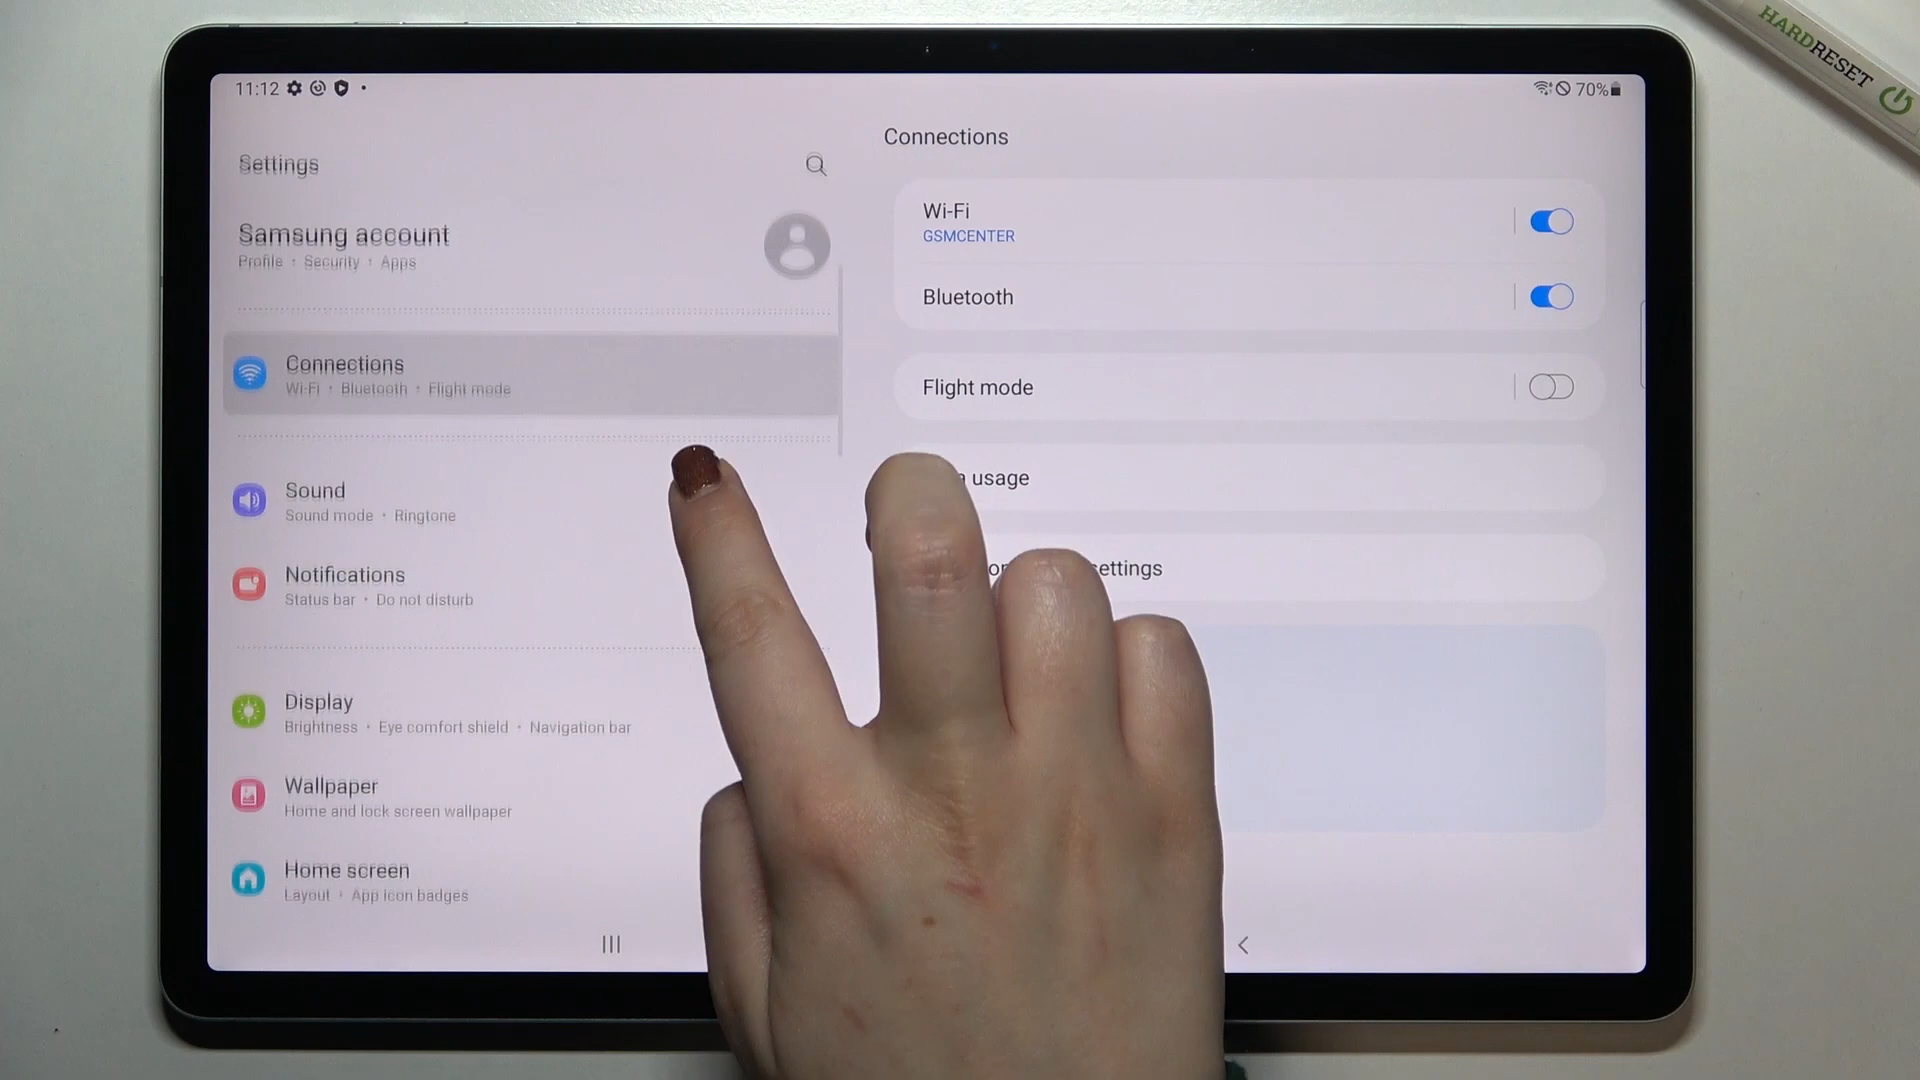 HARDRESET
11:12
70%
Settings
Samsung account
Profile • Security • Apps
Connections
Wi-Fi • Bluetooth • Flight mode
Sound
Sound mode • Ringtone
Notifications
Status bar • Do not disturb
Display
Brightness • Eye comfort shield • Navigation bar
Wallpaper
Home and lock screen wallpaper
Home screen
Layout • App icon badges
Connections
Wi-Fi
GSMCENTER
Bluetooth
Flight mode
usage
settings